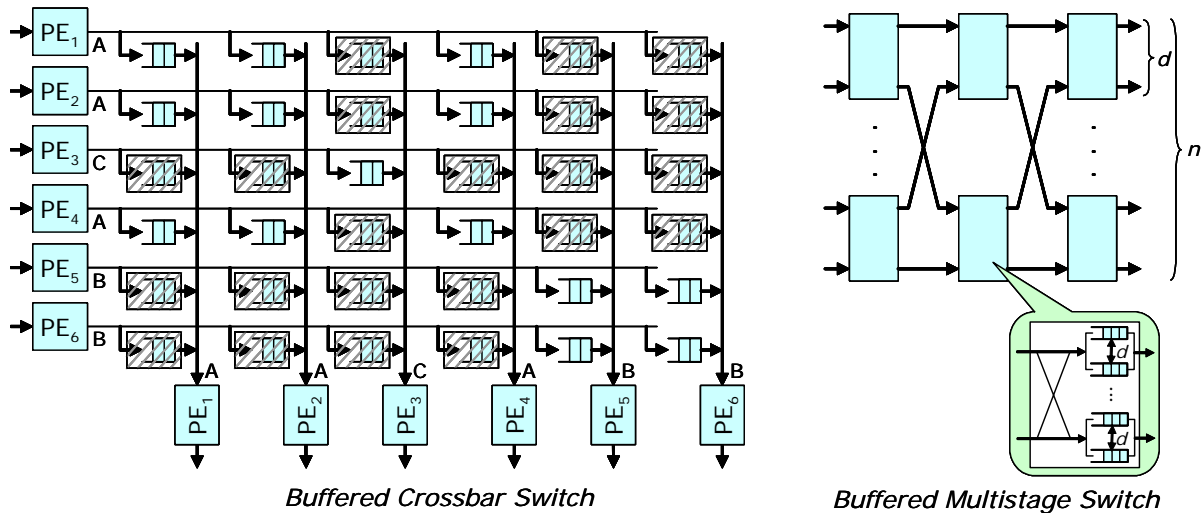 PE1
A
PE2
A
PE3
C
PE4
A
PE5
B
PE6
B
A
A
C
A
B
B
PE1
PE2
PE3
PE4
PE5
PE6
Buffered Crossbar Switch
d
n
d
d
Buffered Multistage Switch